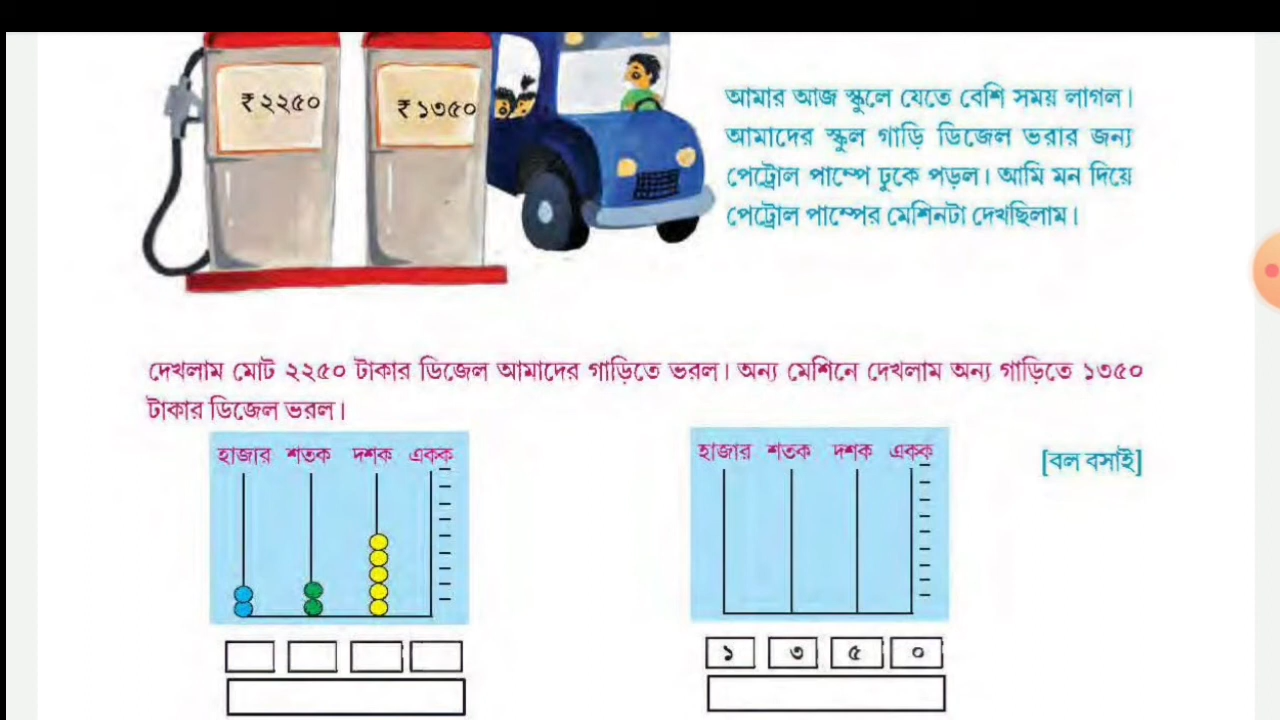 ₹ ২২৫০
₹ ১৩৫০
আমার আজ স্কুলে যেতে বেশি সময় লাগল।
আমাদের স্কুল গাড়ি ডিজেল ভরার জন্য
পেট্রোল পাম্পে ঢুকে পড়ল। আমি মন দিয়ে
পেট্রোল পাম্পের মেশিনটা দেখছিলাম।
দেখলাম মোট ২২৫০ টাকার ডিজেল আমাদের গাড়িতে ভরল। অন্য মেশিনে দেখলাম অন্য গাড়িতে ১৩৫০
টাকার ডিজেল ভরল।
হাজার শতক দশক একক
হাজার শতক দশক একক
[বল বসাই]
১ ৩ ৫ ০